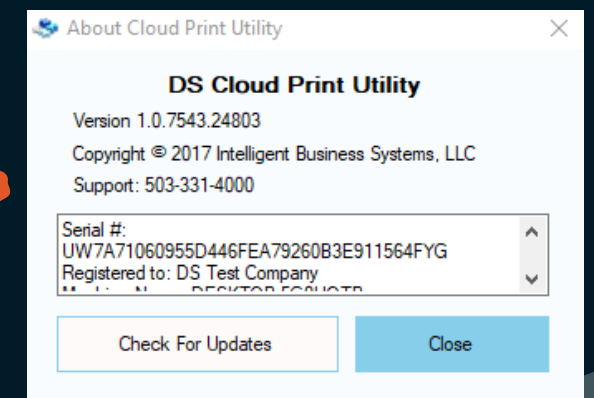 About Cloud Print Utility
DS Cloud Print Utility
Version 1.0.7543.24803
Copyright © 2017 Intelligent Business Systems, LLC
Support: 503-331-4000
Serial #:
UW7A71060955D446FEA79260B3E911564FYG
Registered to: DS Test Company
Check For Updates
Close